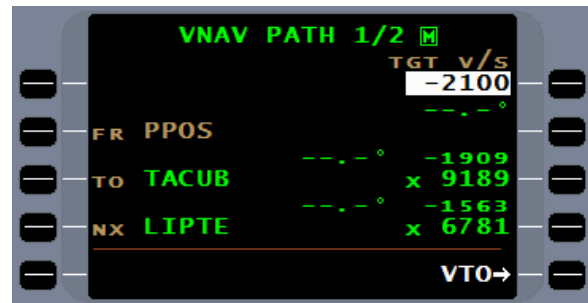 VNAV PATH 1/2 M
TGT V/S
-2100
--.-°
FR PPOS
--.-° -1909
TO TACUB x 9189
--.-° -1563
NX LIPTE x 6781
VTO→